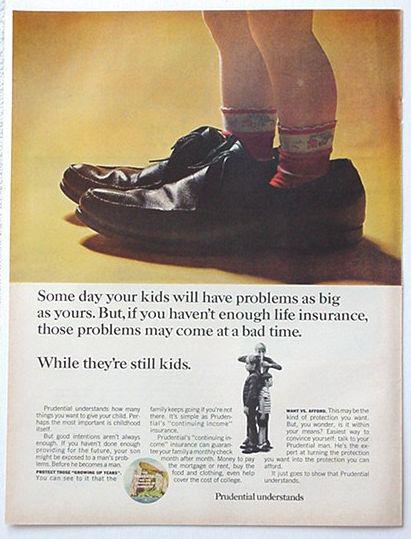 Some day your kids will have problems as big
as yours. But, if you haven't enough life insurance,
those problems may come at a bad time.
While they're still kids.
Prudential understands how many
things you want to give your child. Per-
haps the most important is childhood
itself.
But good intentions aren't always
enough. If you haven't done enough
providing for the future, your son
might be exposed to a man's prob-
lems. Before he becomes a man.
PROTECT THOSE "GROWING UP YEARS".
You can see to it that the
family keeps going if you're not
there. It's simple as Pruden-
tial's "continuing income"
insurance.
Prudential's "continuing in-
come" insurance can guaran-
tee your family a monthly check
month after month. Money to pay
the mortgage or rent, buy the
food and clothing, even help
cover the cost of college.
WANT VS. AFFORD. This may be the
kind of protection you want.
But, you wonder, is it within
your means? Easiest way to
convince yourself: talk to your
Prudential man. He's the ex-
pert at turning the protection
you want into the protection you can
afford.
It just goes to show that Prudential
understands.
Prudential understands